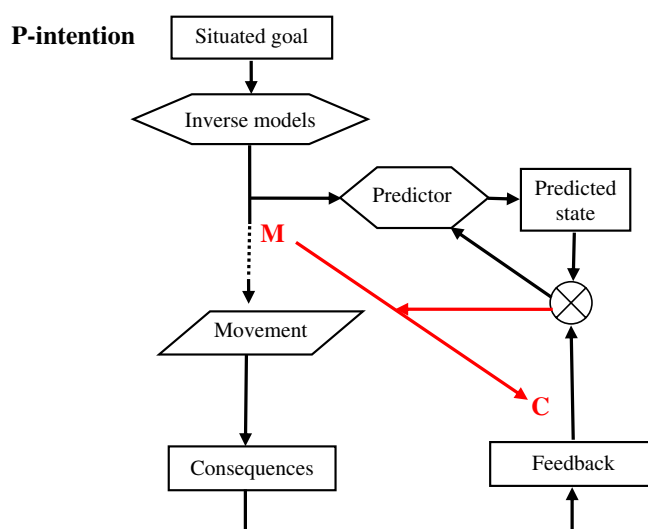 P-intention
Situated goal
Inverse models
Predictor
Predicted
state
M
Movement
C
Consequences
Feedback